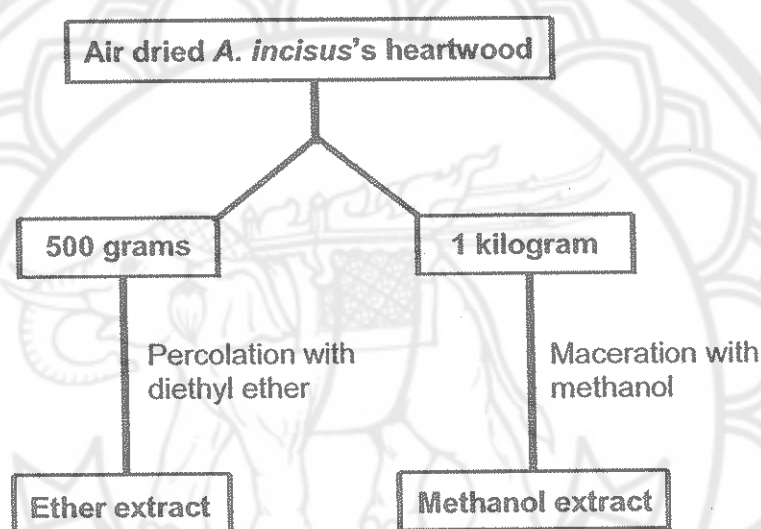 Air dried A. incisus's heartwood
500 grams
1 kilogram
Percolation with
diethyl ether
Maceration with
methanol
Ether extract
Methanol extract